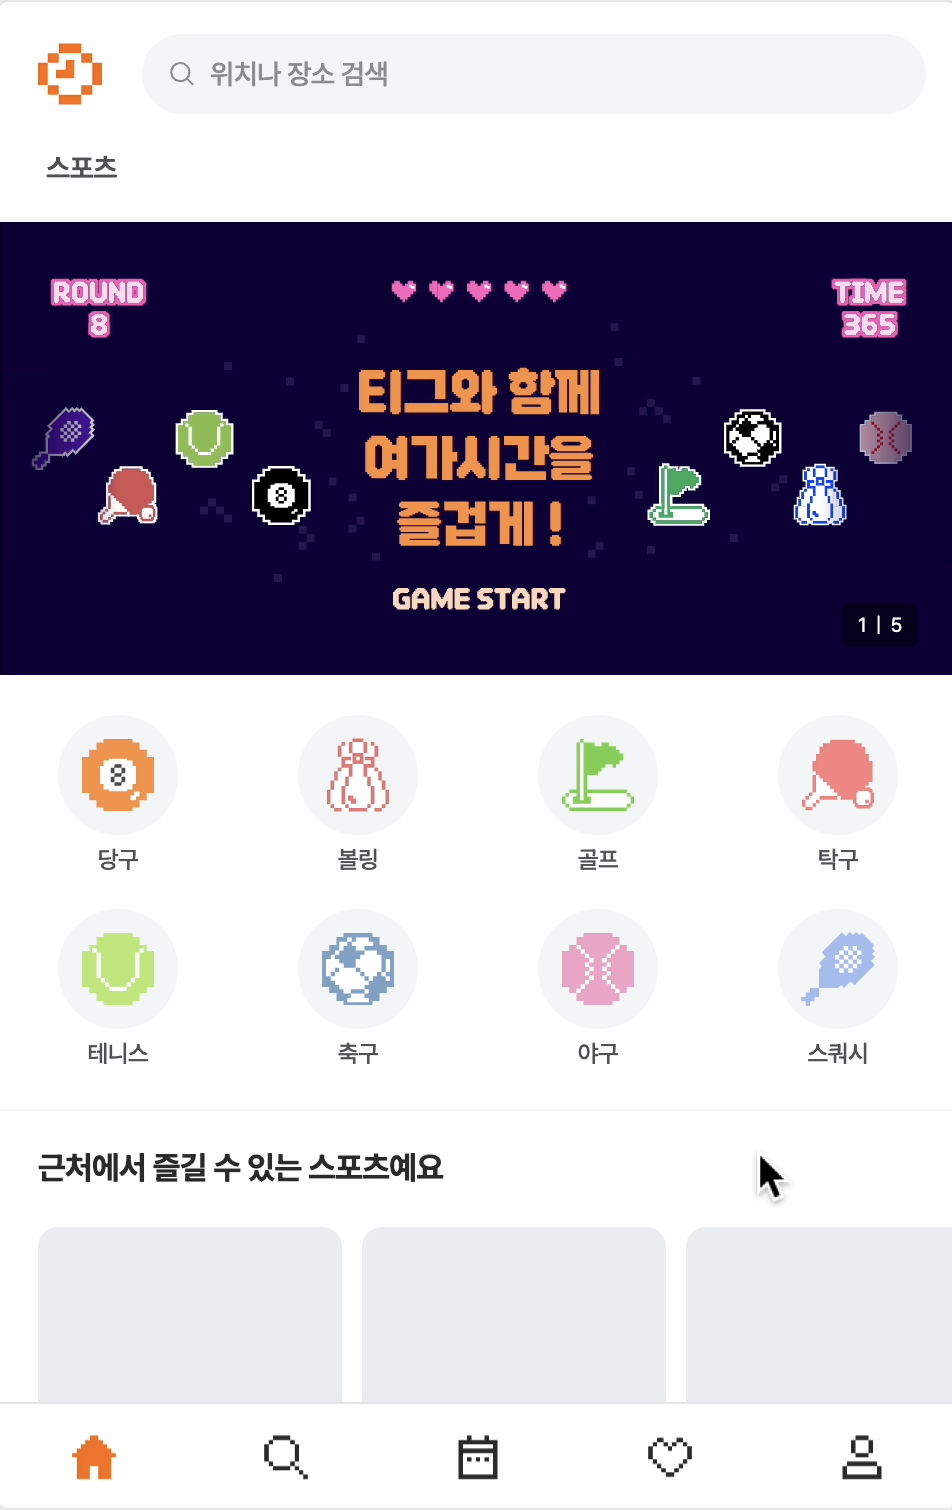 위치나 장소 검색
스포츠
ROUND
8
TIME
365
티그와 함께
여가시간을
즐겁게 !
8
GAME START
1 | 5
8
당구
볼링
골프
탁구
테니스
축구
야구
스쿼시
근처에서 즐길 수 있는 스포츠예요